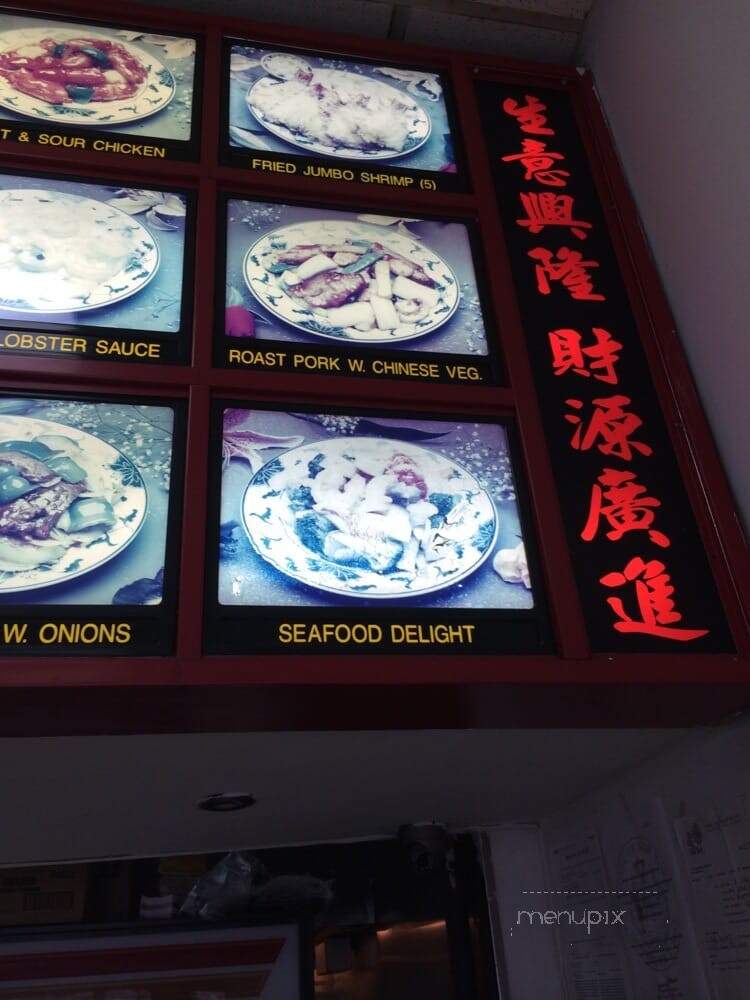 T & SOUR CHICKEN
FRIED JUMBO SHRIMP (5)
LOBSTER SAUCE
ROAST PORK W. CHINESE VEG.
W. ONIONS
SEAFOOD DELIGHT
生意興隆 財源廣進
menupix